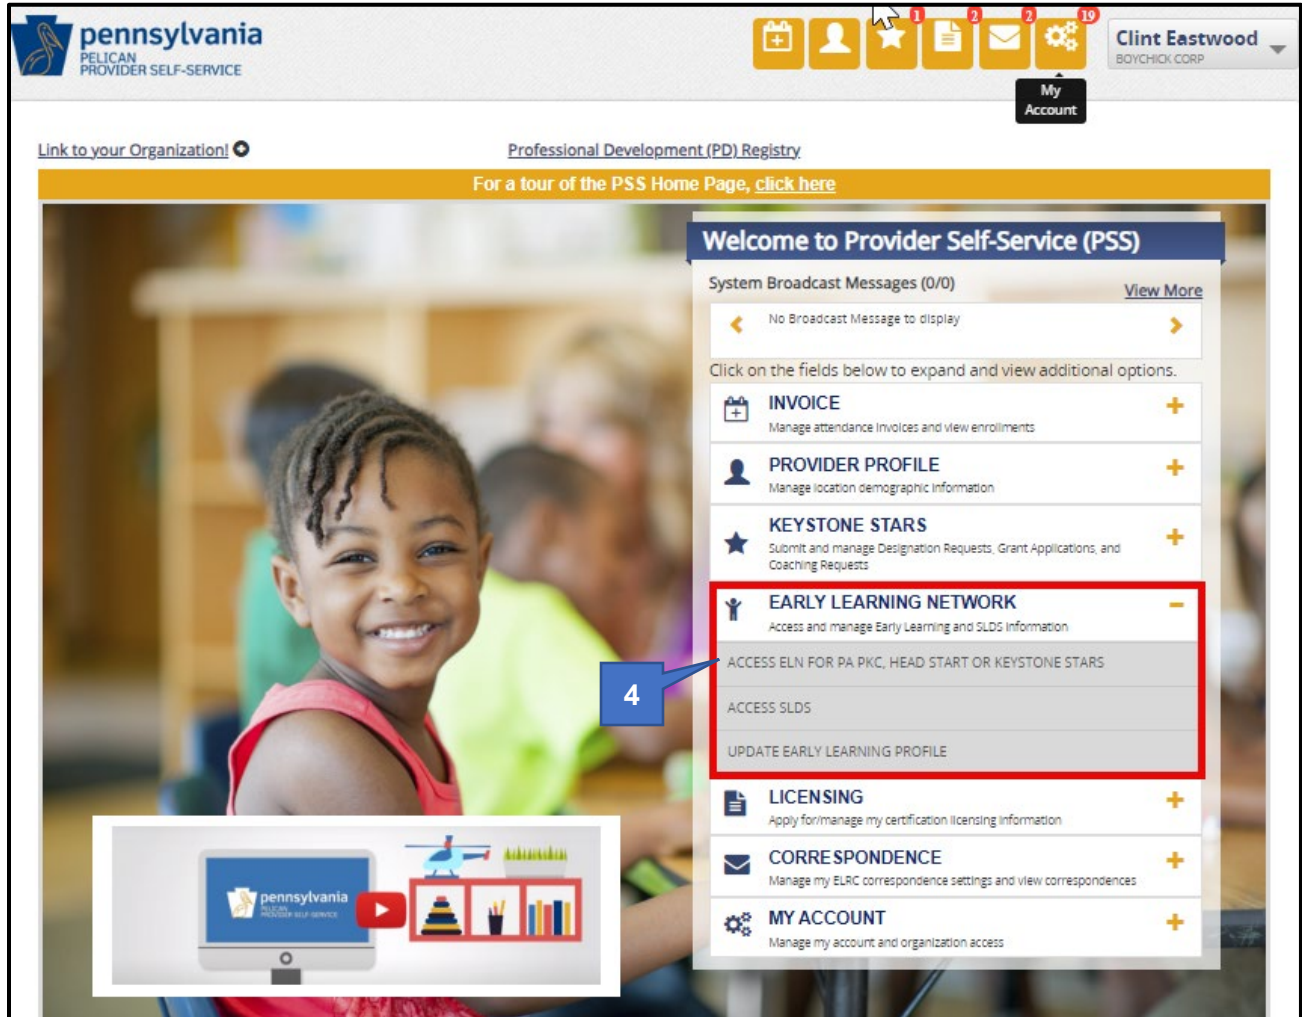 pennsylvania
PELICAN
PROVIDER SELF-SERVICE
1
2
2
19
Clint Eastwood
BOYCHICK CORP
My
Account
Link to your Organization!
Professional Development (PD) Registry
For a tour of the PSS Home Page, click here
Welcome to Provider Self-Service (PSS)
System Broadcast Messages (0/0)
View More
No Broadcast Message to display
Click on the fields below to expand and view additional options.
INVOICE
Manage attendance invoices and view enrollments
PROVIDER PROFILE
Manage location demographic information
KEYSTONE STARS
Submit and manage Designation Requests, Grant Applications, and
Coaching Requests
EARLY LEARNING NETWORK
Access and manage Early Learning and SLDS information
ACCESS ELN FOR PA PKC, HEAD START OR KEYSTONE STARS
4
ACCESS SLDS
UPDATE EARLY LEARNING PROFILE
LICENSING
Apply for/manage my certification licensing information
CORRESPONDENCE
Manage my ELRC correspondence settings and view correspondences
MY ACCOUNT
Manage my account and organization access
pennsylvania
PELICAN
PROVIDER SELF-SERVICE